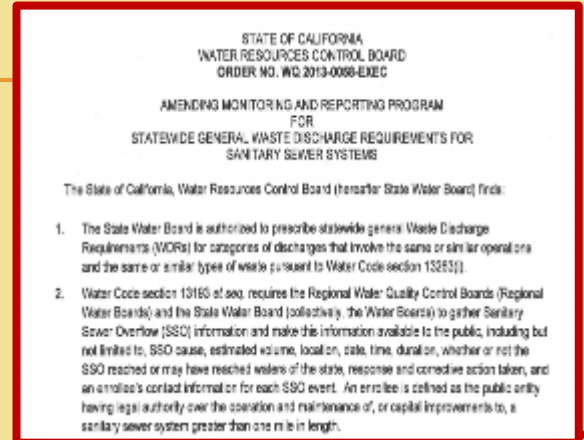 STATE OF CALIFORNIA
WATER RESOURCES CONTROL BOARD
ORDER NO. WQ 2013-0058-EXEC
AMENDING MONITORING AND REPORTING PROGRAM
FOR
STATEWIDE GENERAL WASTE DISCHARGE REQUIREMENTS FOR
SANITARY SEWER SYSTEMS
The State of California, Water Resources Control Board (hereafter State Water Board) finds:
1. The State Water Board is authorized to prescribe statewide general Waste Discharge
Requirements (WDRs) for categories of discharges that involve the same or similar operations
and the same or similar types of waste pursuant to Water Code section 13263(i).
2. Water Code section 13193 et seq. requires the Regional Water Quality Control Boards (Regional
Water Boards) and the State Water Board (collectively, the Water Boards) to gather Sanitary
Sewer Overflow (SSO) information and make this information available to the public, including but
not limited to, SSO cause, estimated volume, location, date, time, duration, whether or not the
SSO reached or may have reached waters of the state, response and corrective action taken, and
an enrollee's contact information for each SSO event. An enrollee is defined as the public entity
having legal authority over the operation and maintenance of, or capital improvements to, a
sanitary sewer system greater than one mile in length.